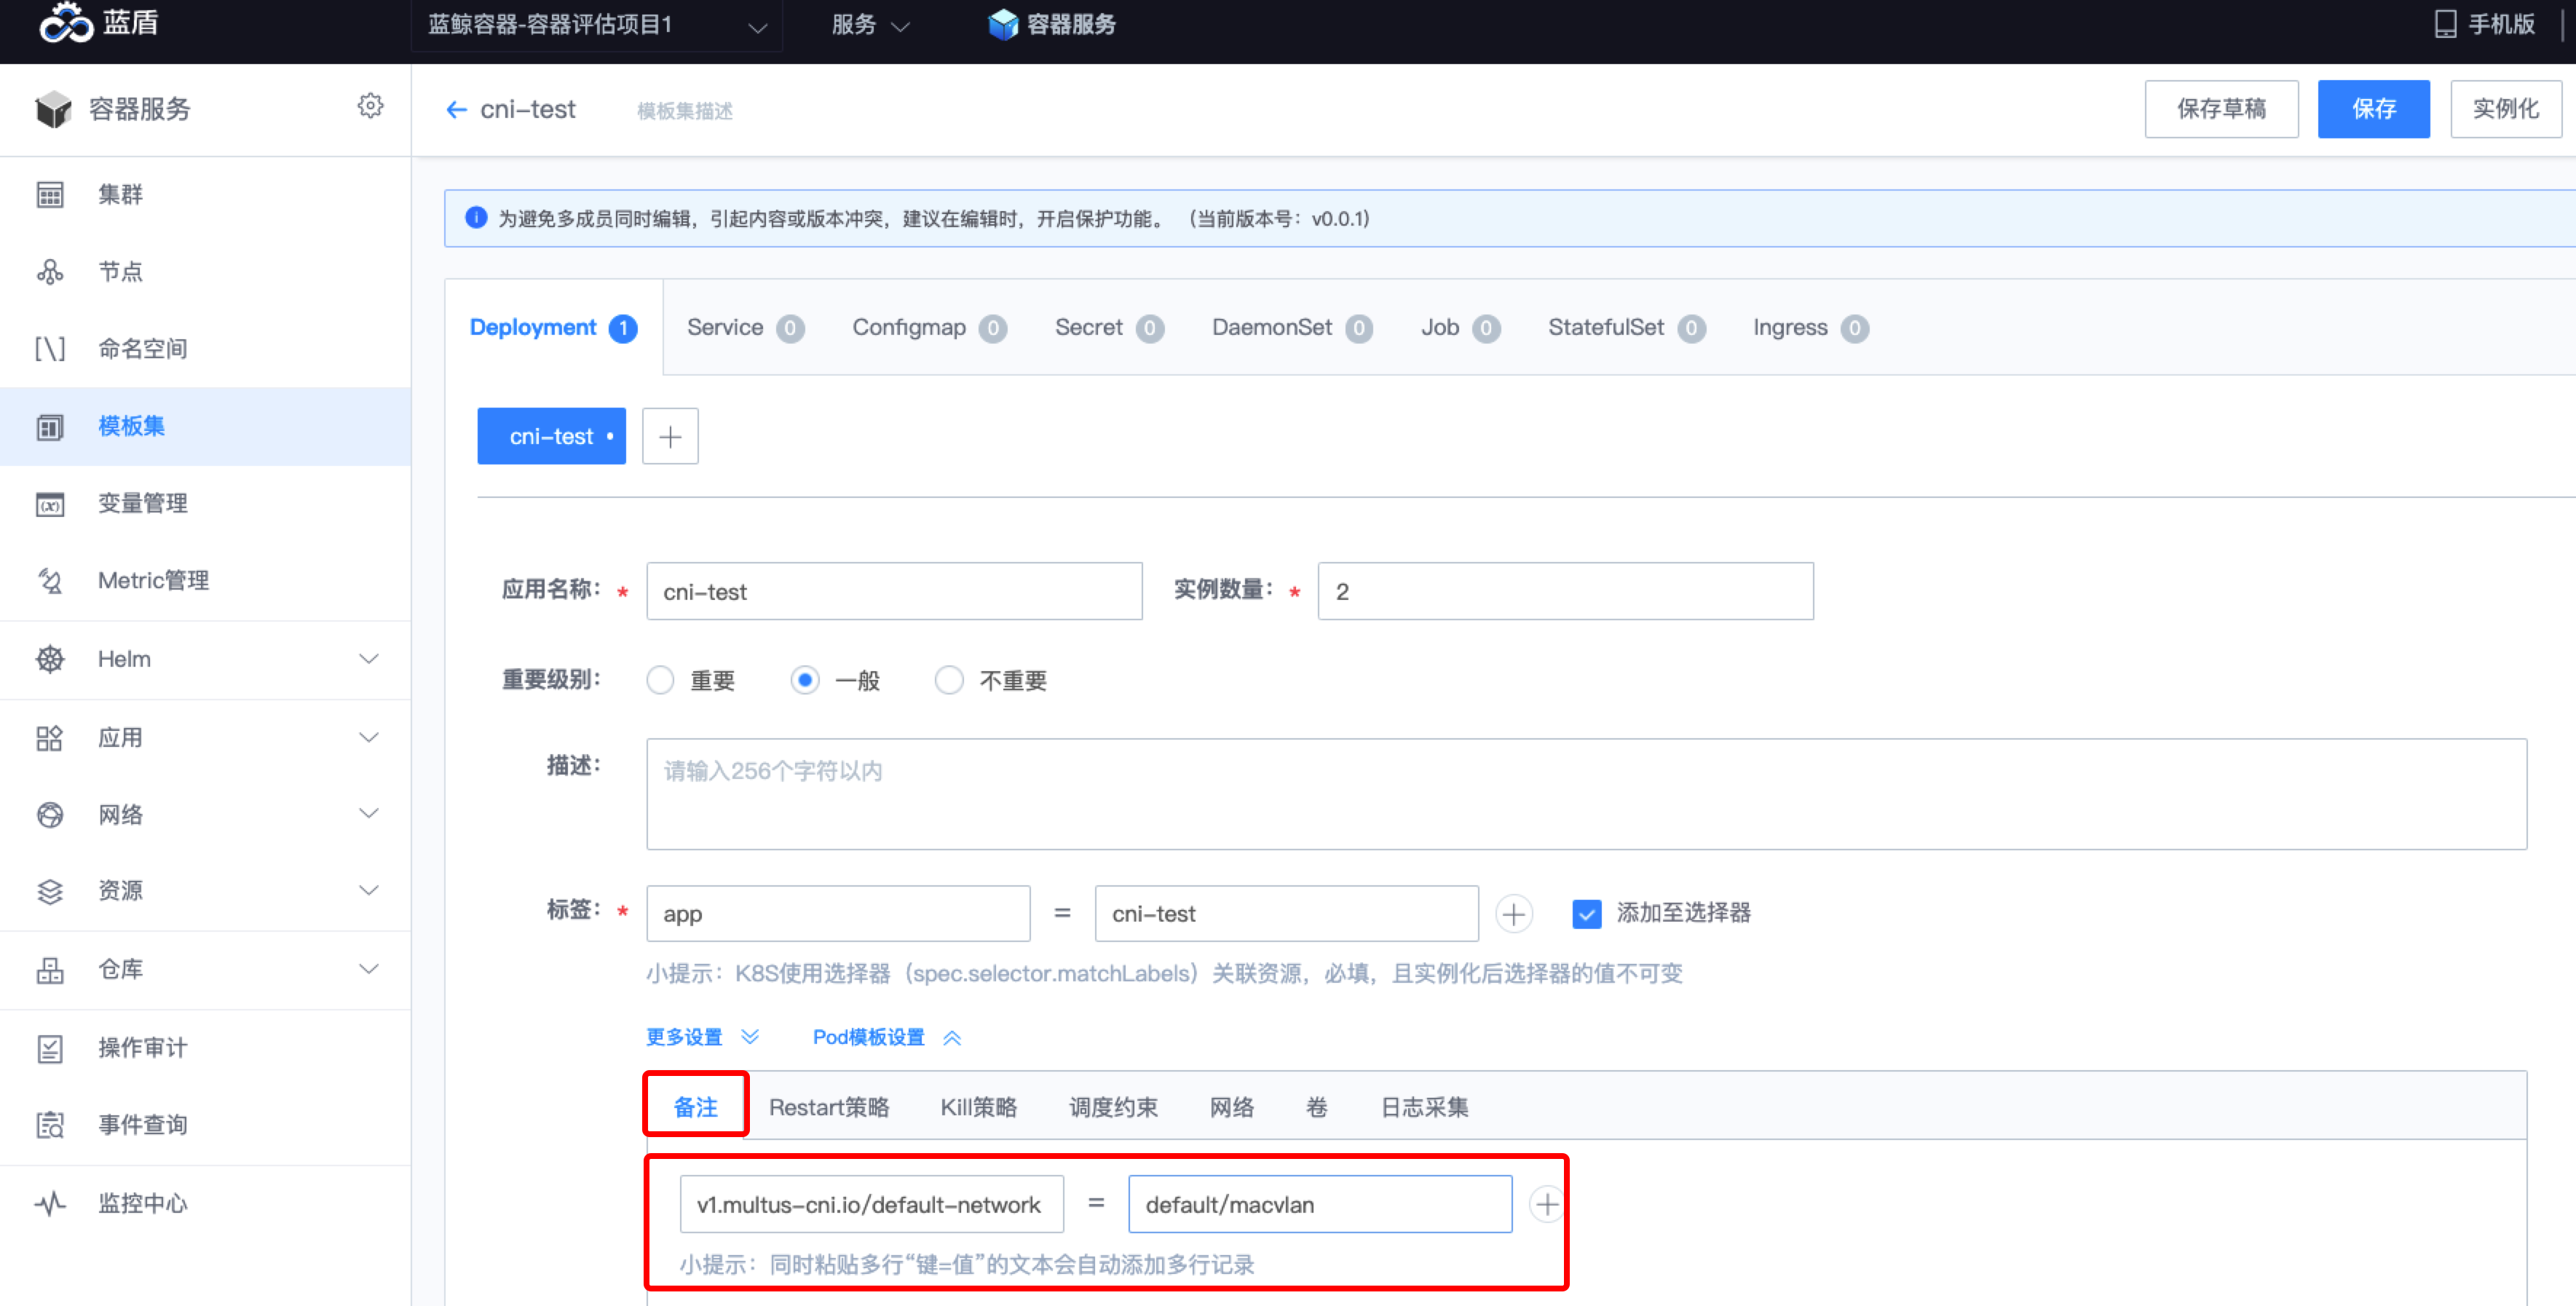 蓝盾
蓝鲸容器-容器评估项目1
服务
容器服务
手机版
容器服务
cni-test
模板集描述
保存草稿
保存
实例化
集群
节点
命名空间
模板集
变量管理
Metric管理
Helm
应用
网络
资源
仓库
操作审计
事件查询
监控中心
为避免多成员同时编辑，引起内容或版本冲突，建议在编辑时，开启保护功能。（当前版本号：v0.0.1）
Deployment 1
Service 0
Configmap 0
Secret 0
DaemonSet 0
Job 0
StatefulSet 0
Ingress 0
cni-test
应用名称： * cni-test
实例数量： * 2
重要级别： 重要 一般 不重要
描述： 请输入256个字符以内
标签： * app = cni-test 添加至选择器
小提示：K8S使用选择器（spec.selector.matchLabels）关联资源，必填，且实例化后选择器的值不可变
更多设置 Pod模板设置
备注 Restart策略 Kill策略 调度约束 网络 卷 日志采集
v1.multus-cni.io/default-network = default/macvlan
小提示：同时粘贴多行“键=值”的文本会自动添加多行记录